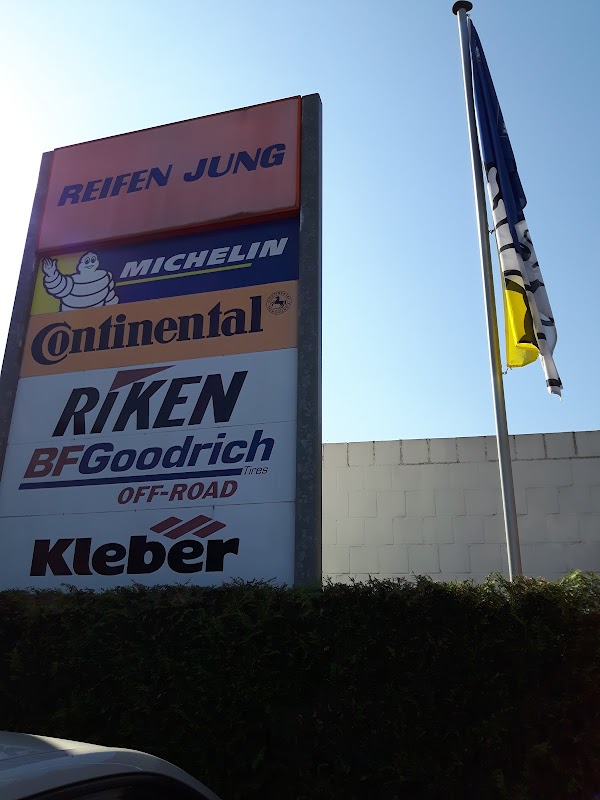 REIFEN JUNG
MICHELIN
Continental
RIKEN
BFGoodrich
Tires
OFF-ROAD
Kleber